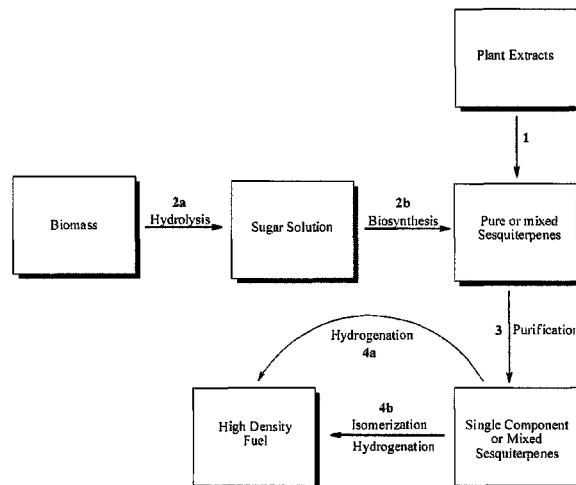 Plant Extracts
1
2a
Hydrolysis
2b
Biosynthesis
Biomass
Sugar Solution
Pure or mixed
Sesquiterpenes
3 Purification
Hydrogenation
4a
4b
Isomerization
Hydrogenation
High Density
Fuel
Single Component
or Mixed
Sesquiterpenes